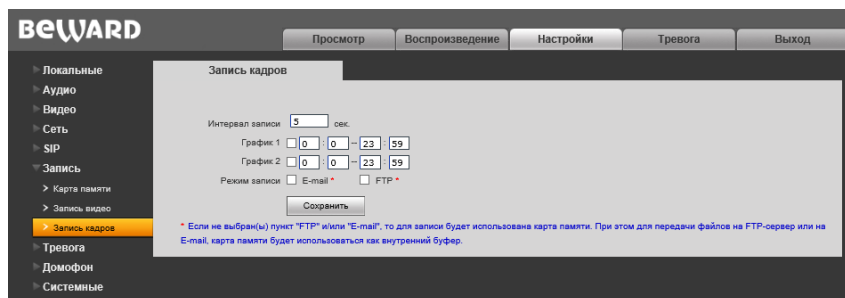 BEWARD
Просмотр Воспроизведение Настройки Тревога Выход
Локальные
Аудио
Видео
Сеть
SIP
Запись
Карта памяти
Запись видео
Запись кадров
Тревога
Домофон
Системные
Запись кадров
Интервал записи 5 сек.
График 1 0 : 0 -- 23 : 59
График 2 0 : 0 -- 23 : 59
Режим записи E-mail * FTP *
Сохранить
* Если не выбран(ы) пункт "FTP" и/или "E-mail", то для записи будет использована карта памяти. При этом для передачи файлов на FTP-сервер или на
E-mail, карта памяти будет использоваться как внутренний буфер.